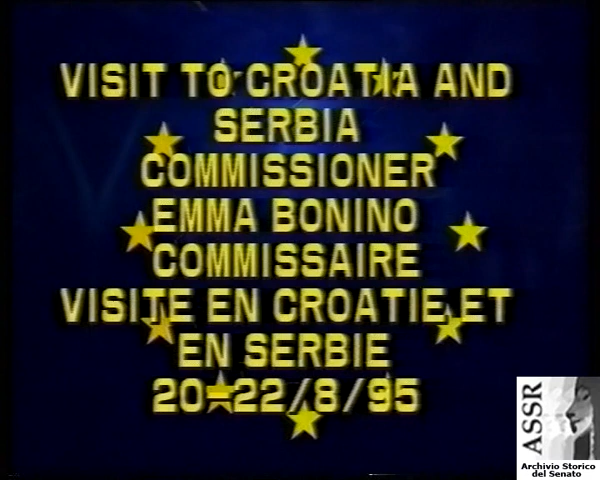 VISIT TO CROATIA AND
SERBIA
COMMISSIONER
EMMA BONINO
COMMISSAIRE
VISITE EN CROATIE ET
EN SERBIE
20-22/8/95
ASSR
Archivio Storico
del Senato